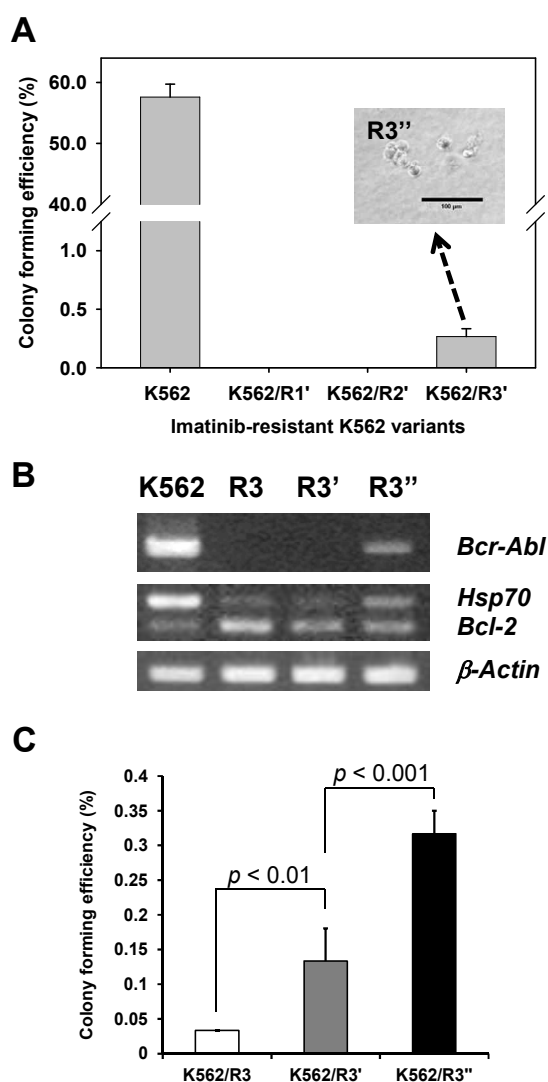 A
Colony forming efficiency (%)
60.0
50.0
40.0
1.0
0.5
0.0
R3’’
100 µm
K562
K562/R1'
K562/R2'
K562/R3'
Imatinib-resistant K562 variants
B
K562 R3 R3’ R3’’
Bcr-Abl
Hsp70
Bcl-2
β-Actin
C
Colony forming efficiency (%)
0.4
0.35
0.3
0.25
0.2
0.15
0.1
0.05
0
p < 0.001
p < 0.01
K562/R3
K562/R3'
K562/R3"